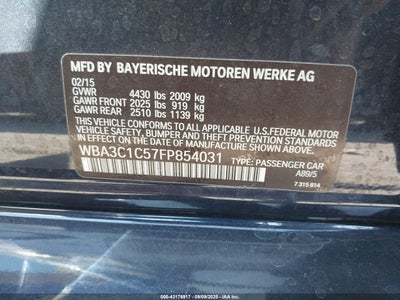 MFD BY BAYERISCHE MOTOREN WERKE AG
02/15
GVWR 4430 lbs 2009 kg
GAWR FRONT 2025 lbs 919 kg
GAWR REAR 2510 lbs 1139 kg
THIS VEHICLE CONFORMS TO ALL APPLICABLE U.S.FEDERAL MOTOR
VEHICLE SAFETY, BUMPER, AND THEFT PREVENTION
STANDARDS IN EFFECT ON THE DATE OF MANUFACTURE SHOWN ABOVE.
WBA3C1C57FP854031 TYPE: PASSENGER CAR
A89/5
7 315 814
IAA 43176917 - 09/09/2025 - IAAI.COM